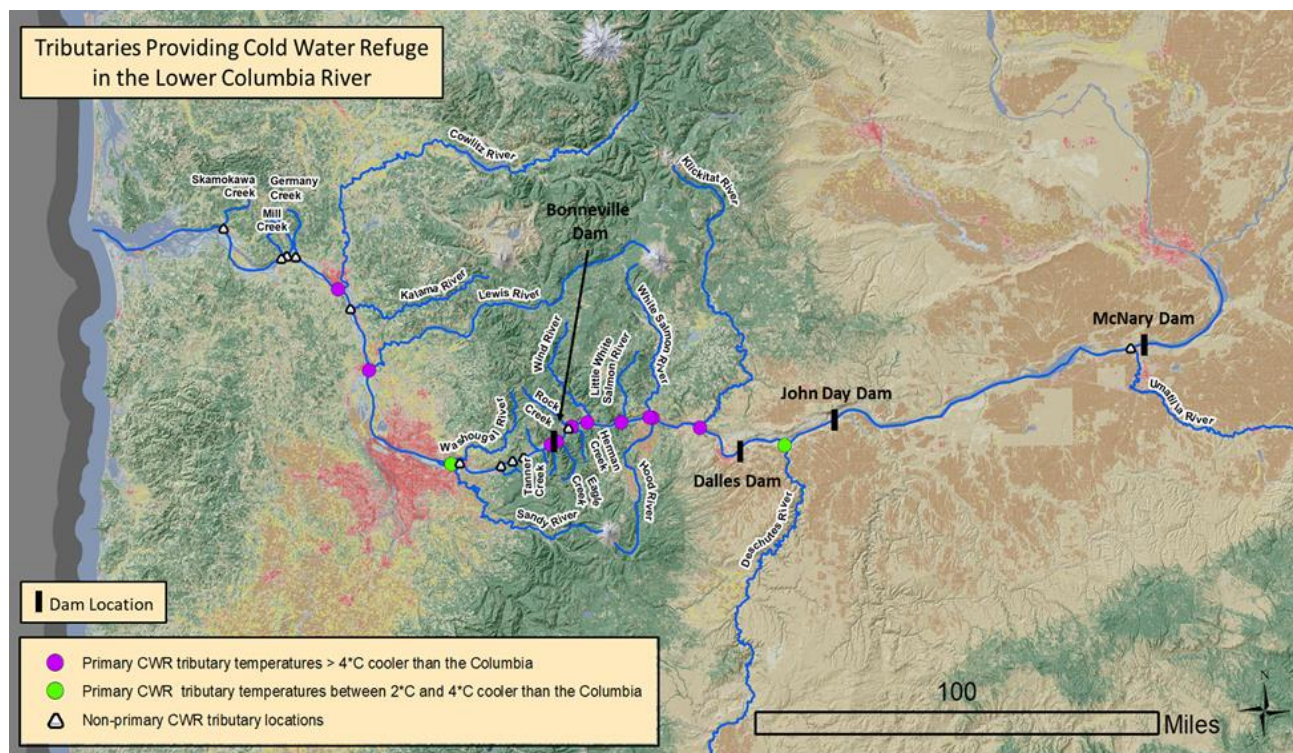 Tributaries Providing Cold Water Refuge
in the Lower Columbia River
Cowlitz River
Skamokawa
Creek
Germany
Creek
Mill
Creek
Klickitat River
Bonneville
Dam
Kalama River
Lewis River
Wind River
Little White
Salmon River
White Salmon River
McNary Dam
Rock
Creek
John Day Dam
Umatilla River
Washougal River
Tanner
Creek
Herman
Creek
Eagle
Creek
Hood River
Dalles Dam
Sandy River
Deschutes River
Dam Location
Primary CWR tributary temperatures > 4°C cooler than the Columbia
Primary CWR tributary temperatures between 2°C and 4°C cooler than the Columbia
Non-primary CWR tributary locations
100
Miles
N